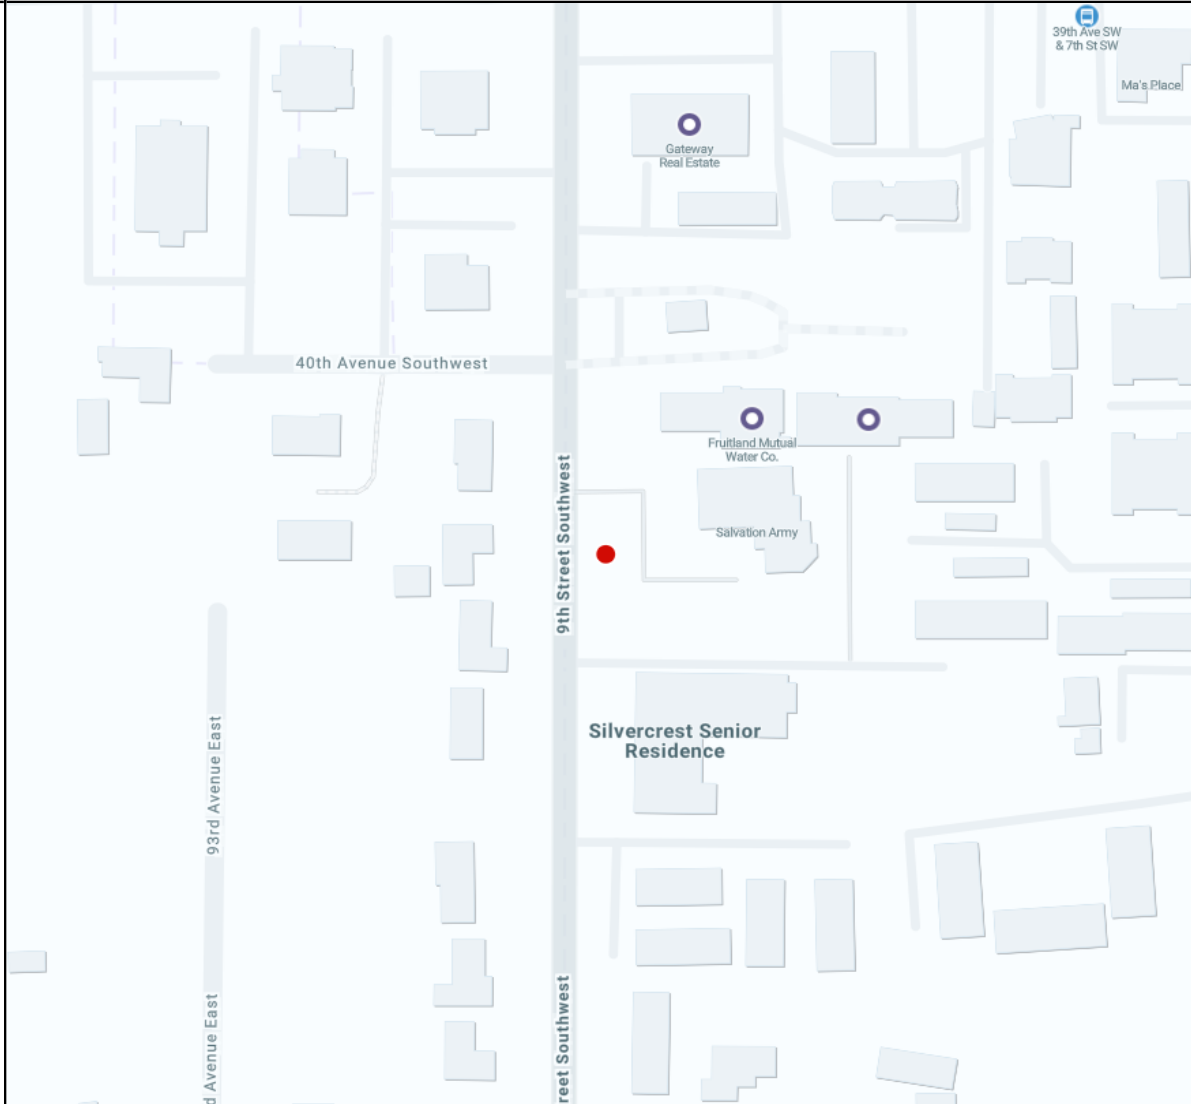 39th Ave SW
& 7th St SW
Ma's Place
Gateway
Real Estate
40th Avenue Southwest
Fruitland Mutual
Water Co.
9th Street Southwest
Salvation Army
Silvercrest Senior
Residence
93rd Avenue East
reet Southwest
d Avenue East